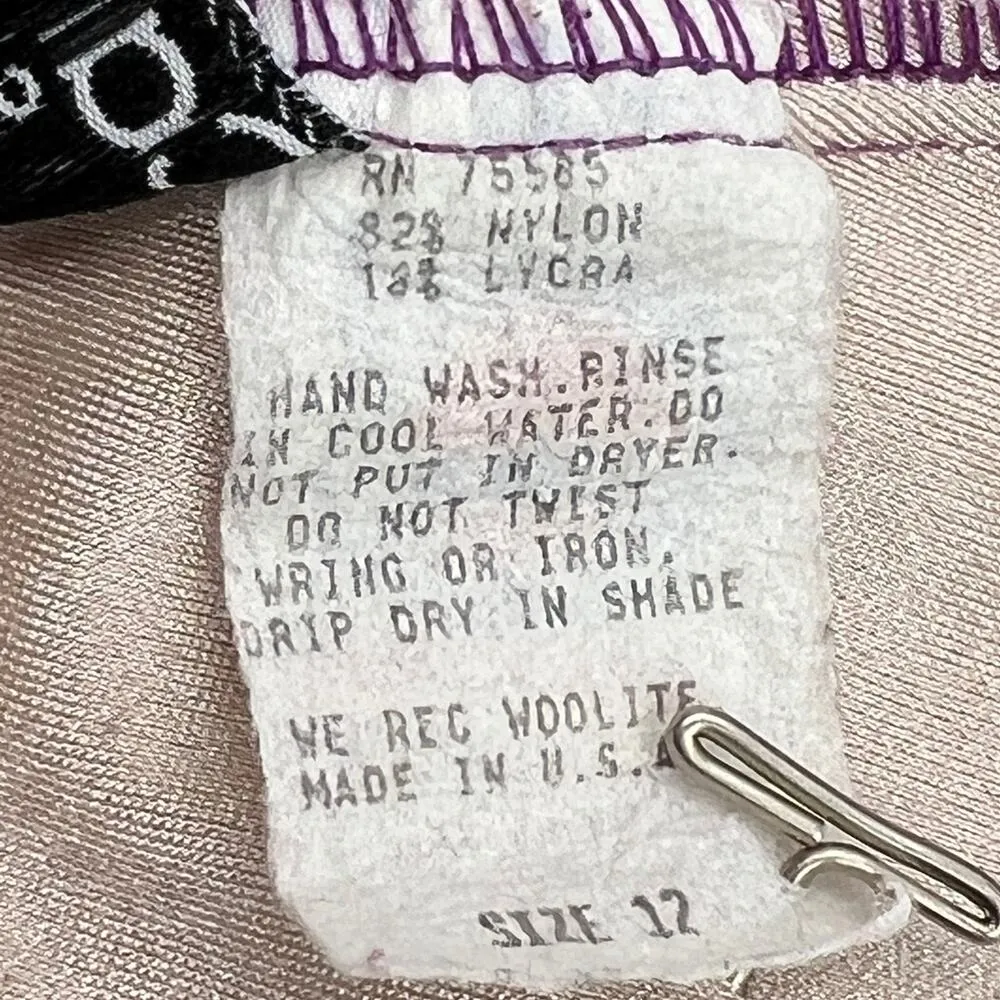 RN 75585
82% NYLON
18% LYCRA
HAND WASH.RINSE
IN COOL WATER.DO
NOT PUT IN DRYER.
DO NOT TWIST
WRING OR IRON.
DRIP DRY IN SHADE
WE REC WOOLITE
MADE IN U.S.A
SIZE 12